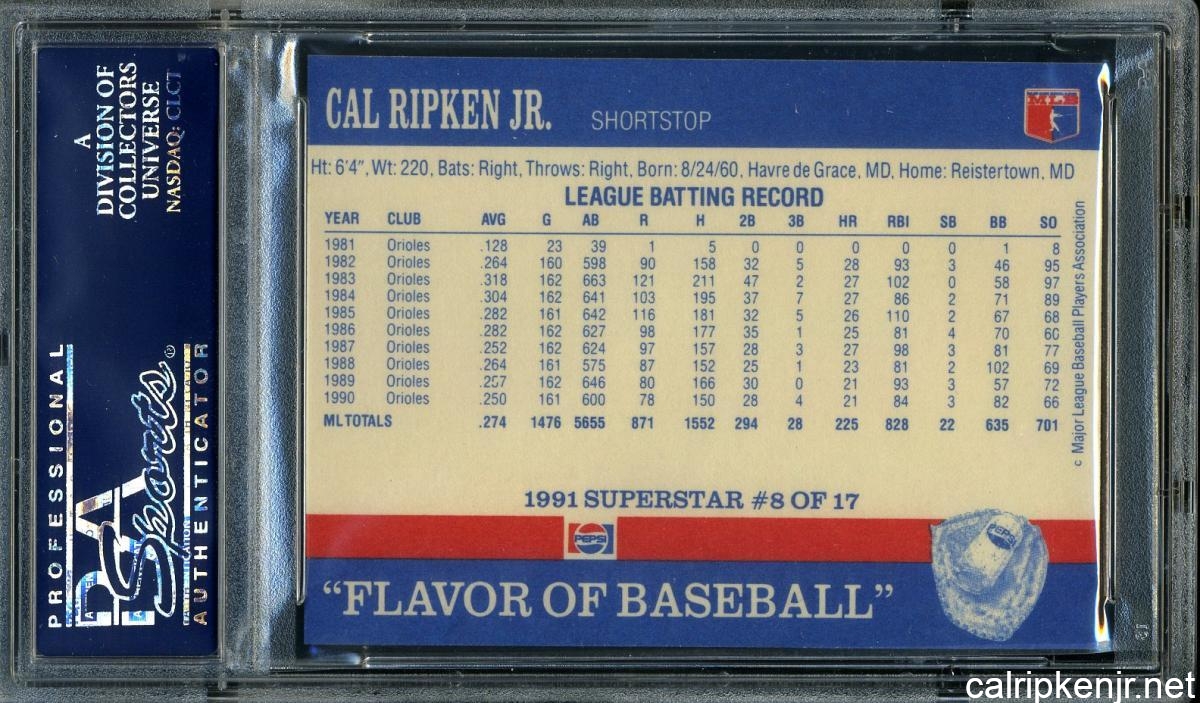 A
DIVISION OF
COLLECTORS
UNIVERSE
NASDAQ: CLCT
PROFESSIONAL
PSA
Sports®
AUTHENTICATOR
CAL RIPKEN JR. SHORTSTOP
MLB
Ht: 6'4", Wt: 220, Bats: Right, Throws: Right, Born: 8/24/60, Havre de Grace, MD, Home: Reistertown, MD
LEAGUE BATTING RECORD
YEAR CLUB AVG G AB R H 2B 3B HR RBI SB BB SO
1981 Orioles .128 23 39 1 5 0 0 0 0 0 1 8
1982 Orioles .264 160 598 90 158 32 5 28 93 3 46 95
1983 Orioles .318 162 663 121 211 47 2 27 102 0 58 97
1984 Orioles .304 162 641 103 195 37 7 27 86 2 71 89
1985 Orioles .282 161 642 116 181 32 5 26 110 2 67 68
1986 Orioles .282 162 627 98 177 35 1 25 81 4 70 60
1987 Orioles .252 162 624 97 157 28 3 27 98 3 81 77
1988 Orioles .264 161 575 87 152 25 1 23 81 2 102 69
1989 Orioles .257 162 646 80 166 30 0 21 93 3 57 72
1990 Orioles .250 161 600 78 150 28 4 21 84 3 82 66
ML TOTALS .274 1476 5655 871 1552 294 28 225 828 22 635 701
c Major League Baseball Players Association
1991 SUPERSTAR #8 OF 17
PEPSI
PEPSI
"FLAVOR OF BASEBALL"
calripkenjr.net